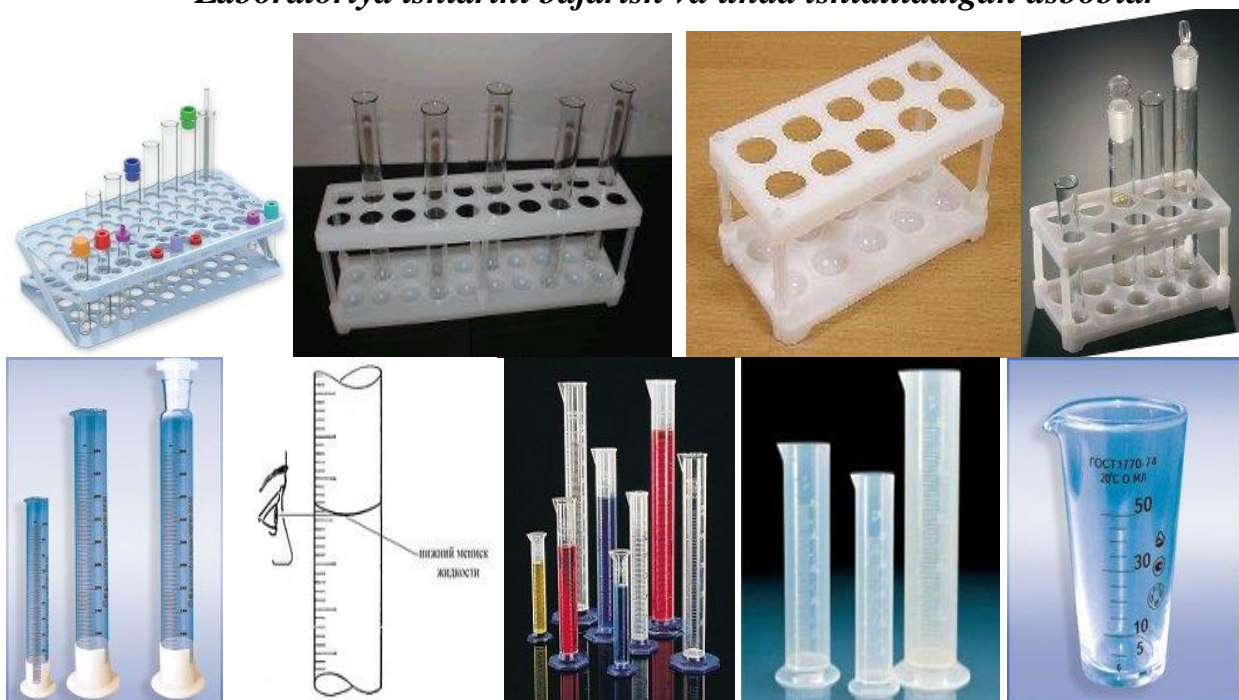 Laboratoriya ishlarini bajarish va unda ishlatiladigan asboblar
нижний мениск
жидкости
ГОСТ1770-74
20°С О МЛ
50
30
10
5